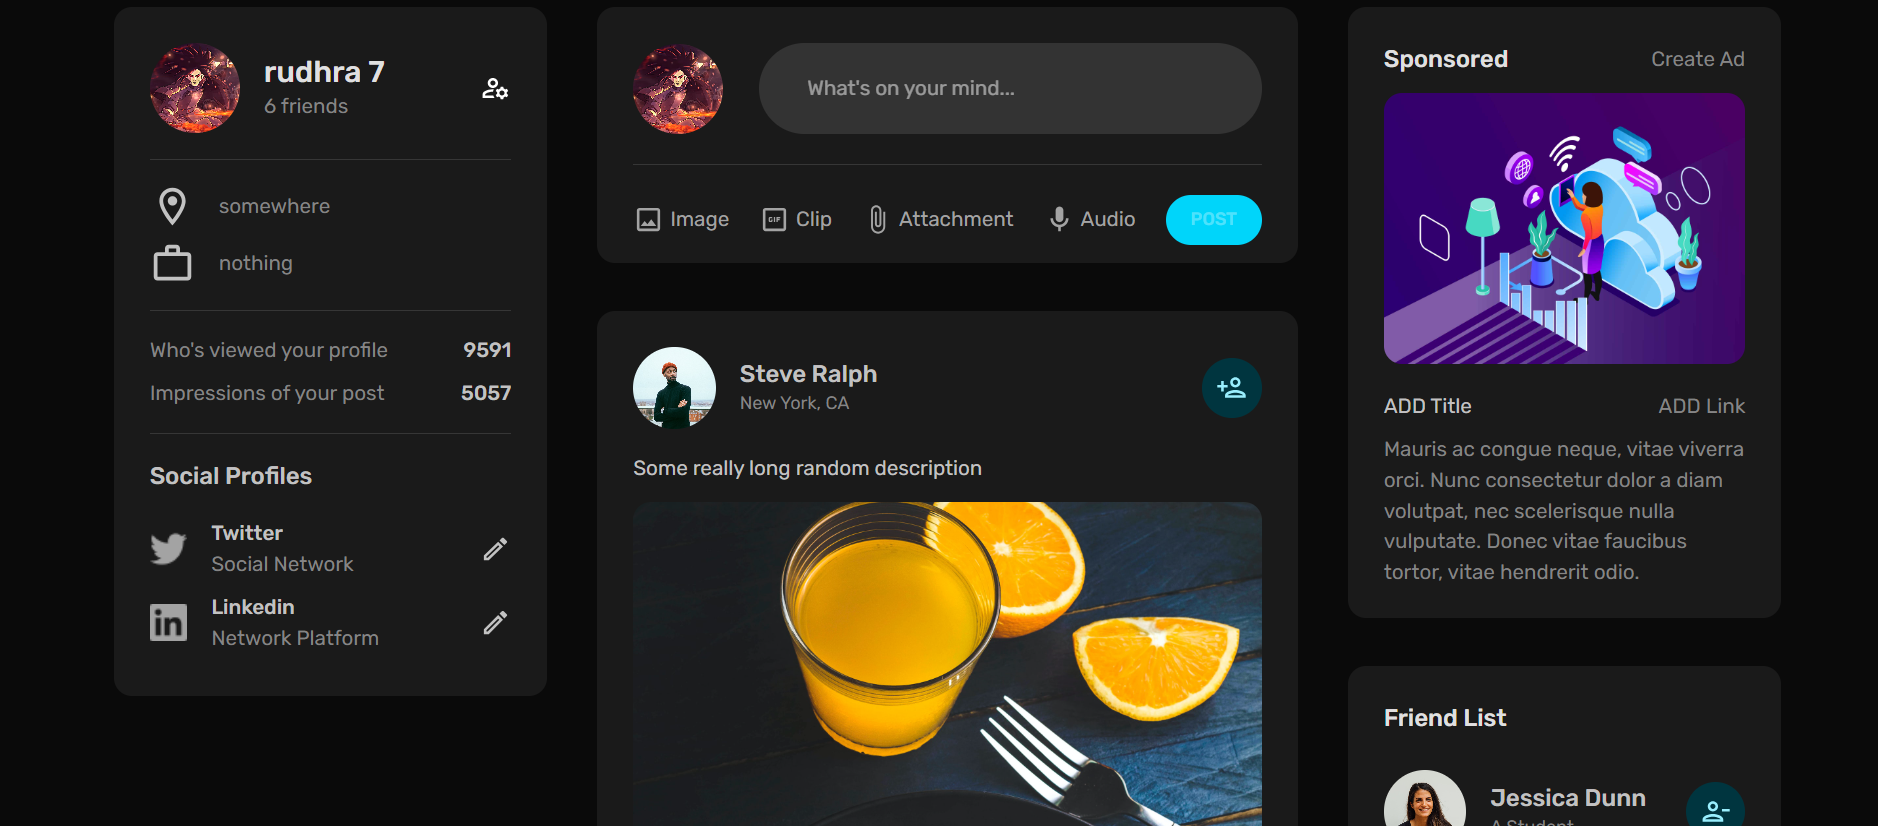 rudhra 7
6 friends
somewhere
nothing
Who's viewed your profile 9591
Impressions of your post 5057
Social Profiles
Twitter
Social Network
in
Linkedin
Network Platform
What's on your mind...
Image
GIF
Clip
Attachment
Audio
POST
Steve Ralph
New York, CA
Some really long random description
Sponsored Create Ad
ADD Title ADD Link
Mauris ac congue neque, vitae viverra
orci. Nunc consectetur dolor a diam
volutpat, nec scelerisque nulla
vulputate. Donec vitae faucibus
tortor, vitae hendrerit odio.
Friend List
Jessica Dunn
A Student